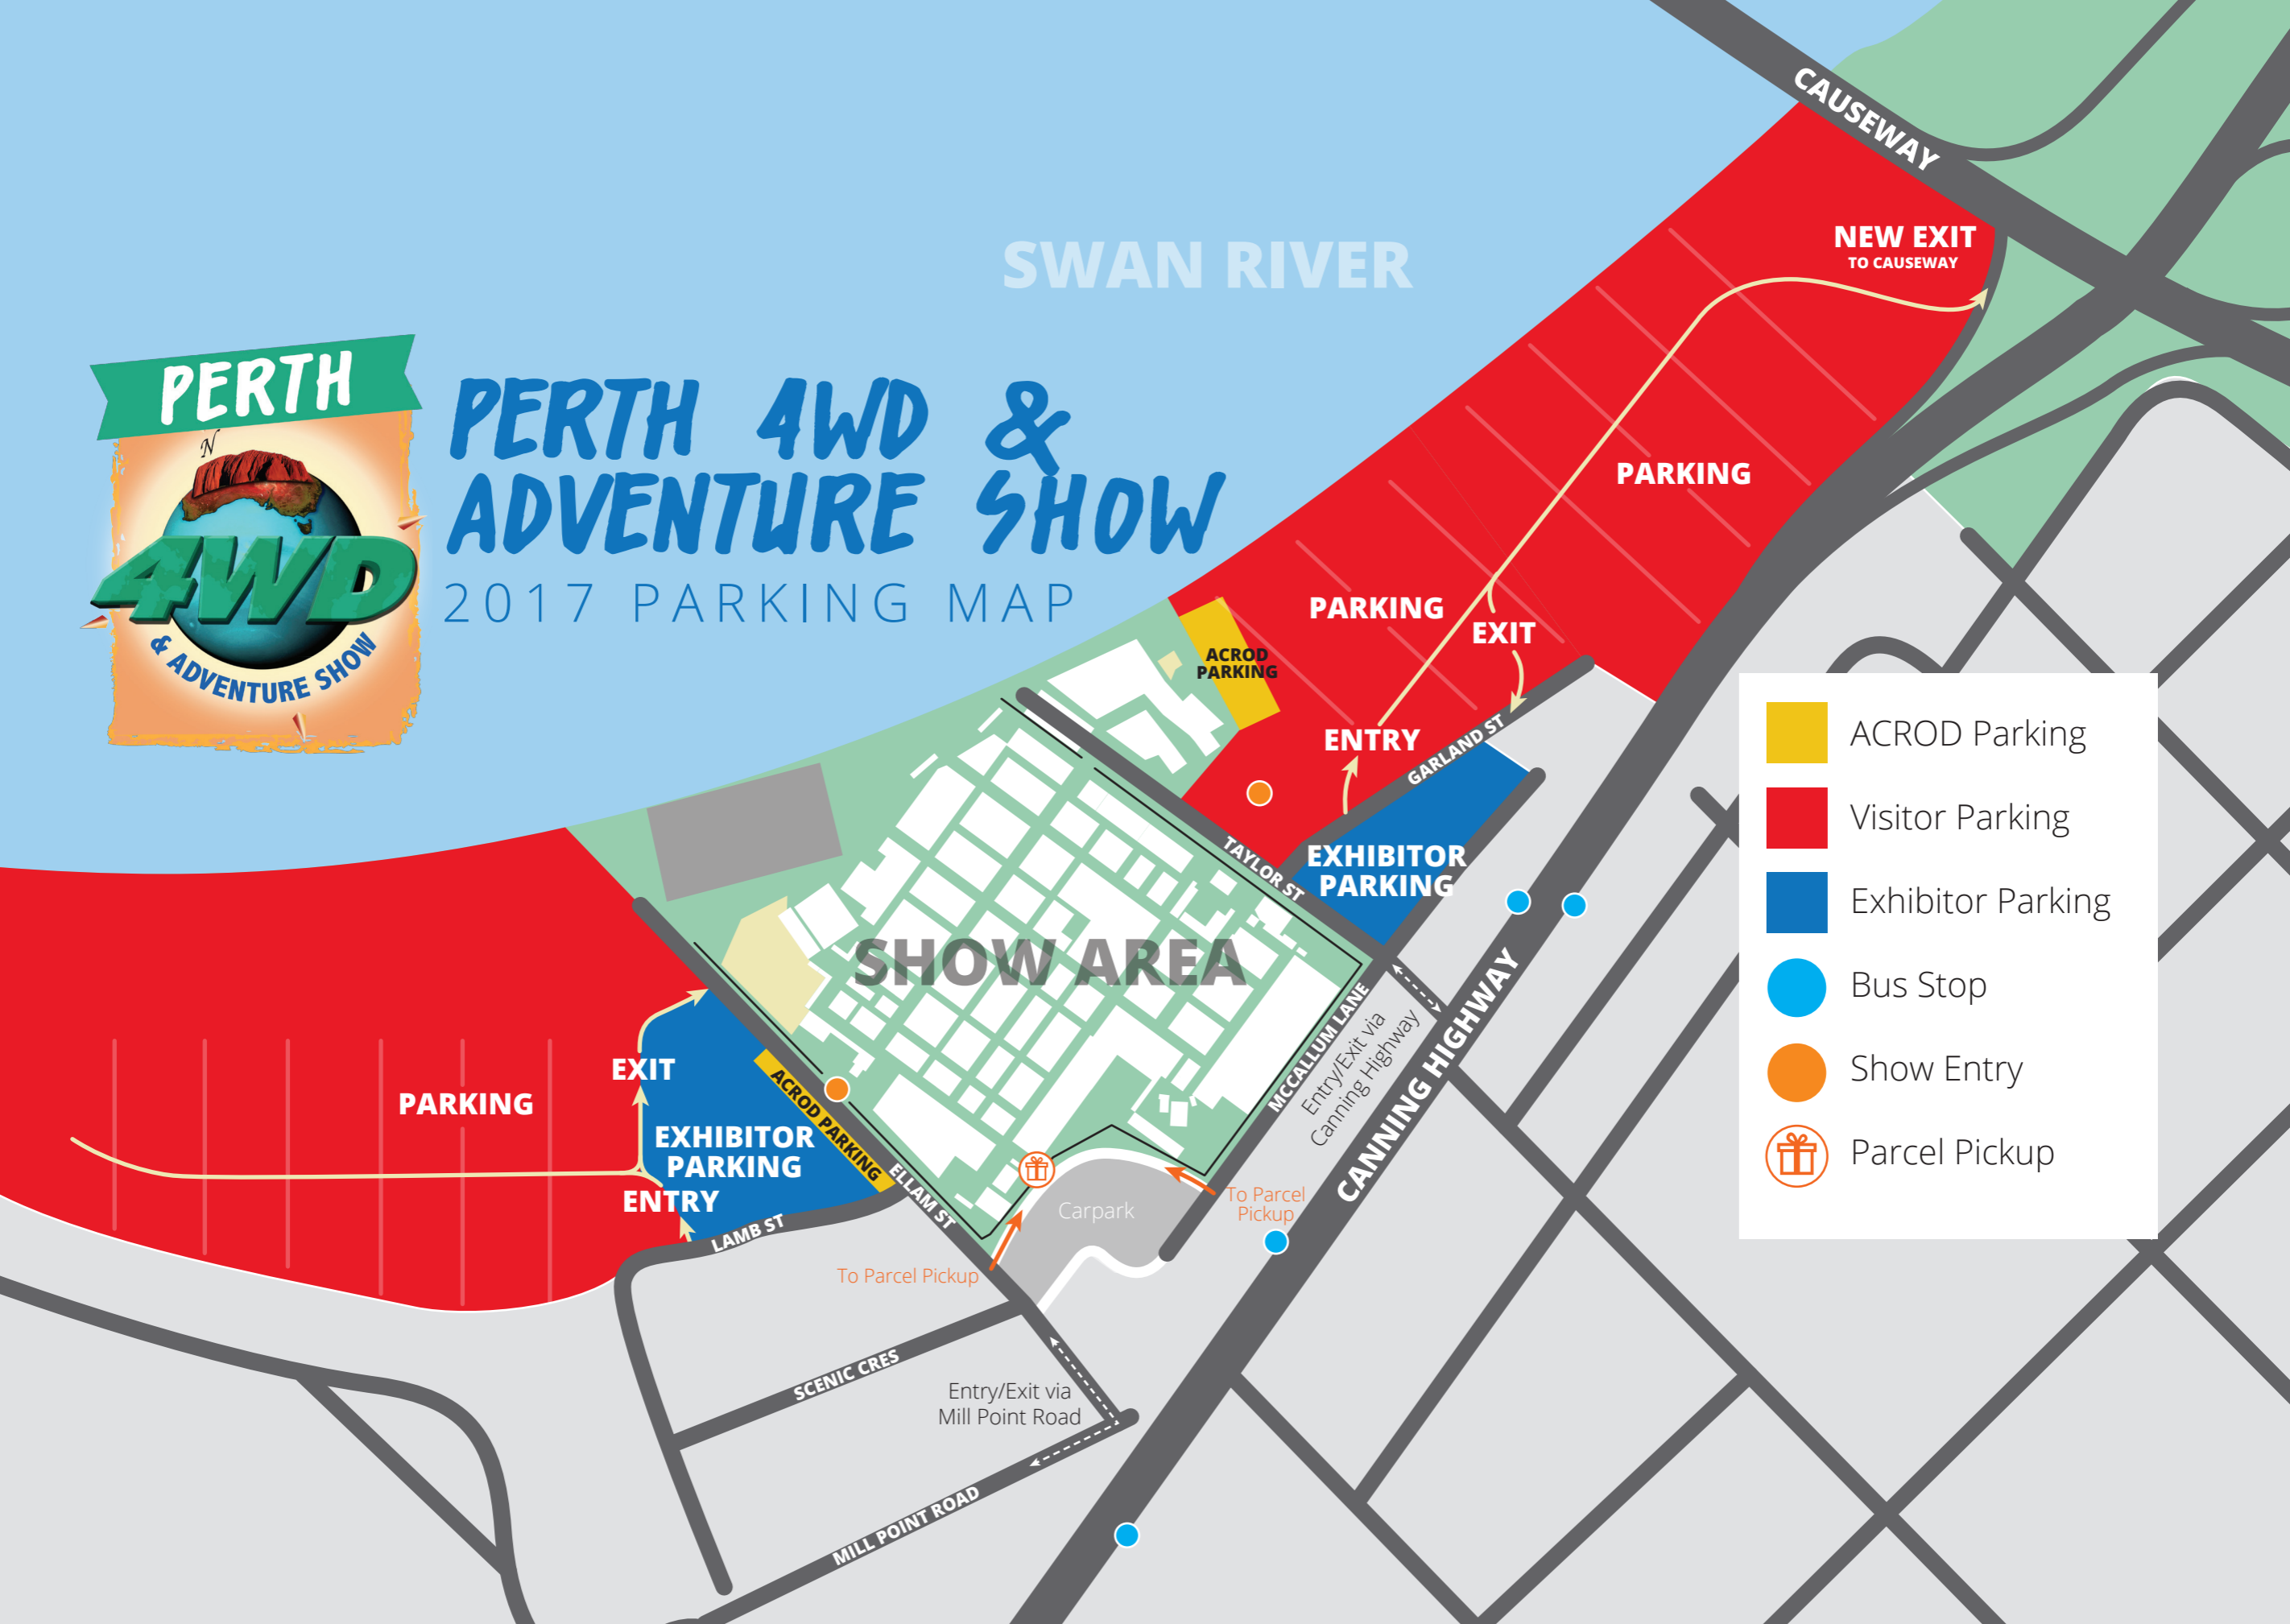 CAUSEWAY
NEW EXIT
TO CAUSEWAY
SWAN RIVER
PERTH
N
4WD
& ADVENTURE SHOW
PERTH 4WD &
ADVENTURE SHOW
2017 PARKING MAP
PARKING
PARKING
EXIT
ACROD
PARKING
ENTRY
GARLAND ST
TAYLOR ST
EXHIBITOR
PARKING
SHOW AREA
MCCALLUM LANE
Entry/Exit via
Canning Highway
CANNING HIGHWAY
ACROD Parking
Visitor Parking
Exhibitor Parking
Bus Stop
Show Entry
Parcel Pickup
EXIT
PARKING
EXHIBITOR
PARKING
ACROD PARKING
ENTRY
LAMB ST
ELLAM ST
Carpark
To Parcel
Pickup
To Parcel Pickup
SCENIC CRES
Entry/Exit via
Mill Point Road
MILL POINT ROAD